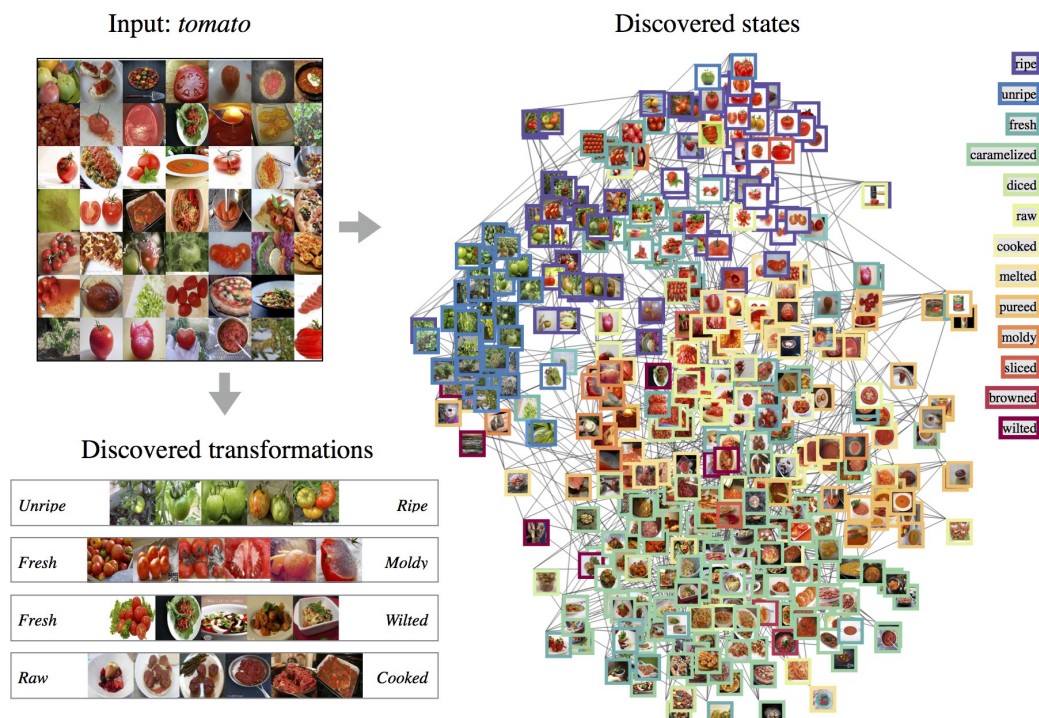 Input: tomato
Discovered states
ripe
unripe
fresh
caramelized
diced
raw
cooked
melted
pureed
moldy
sliced
browned
wilted
Discovered transformations
Unripe Ripe
Fresh Moldy
Fresh Wilted
Raw Cooked